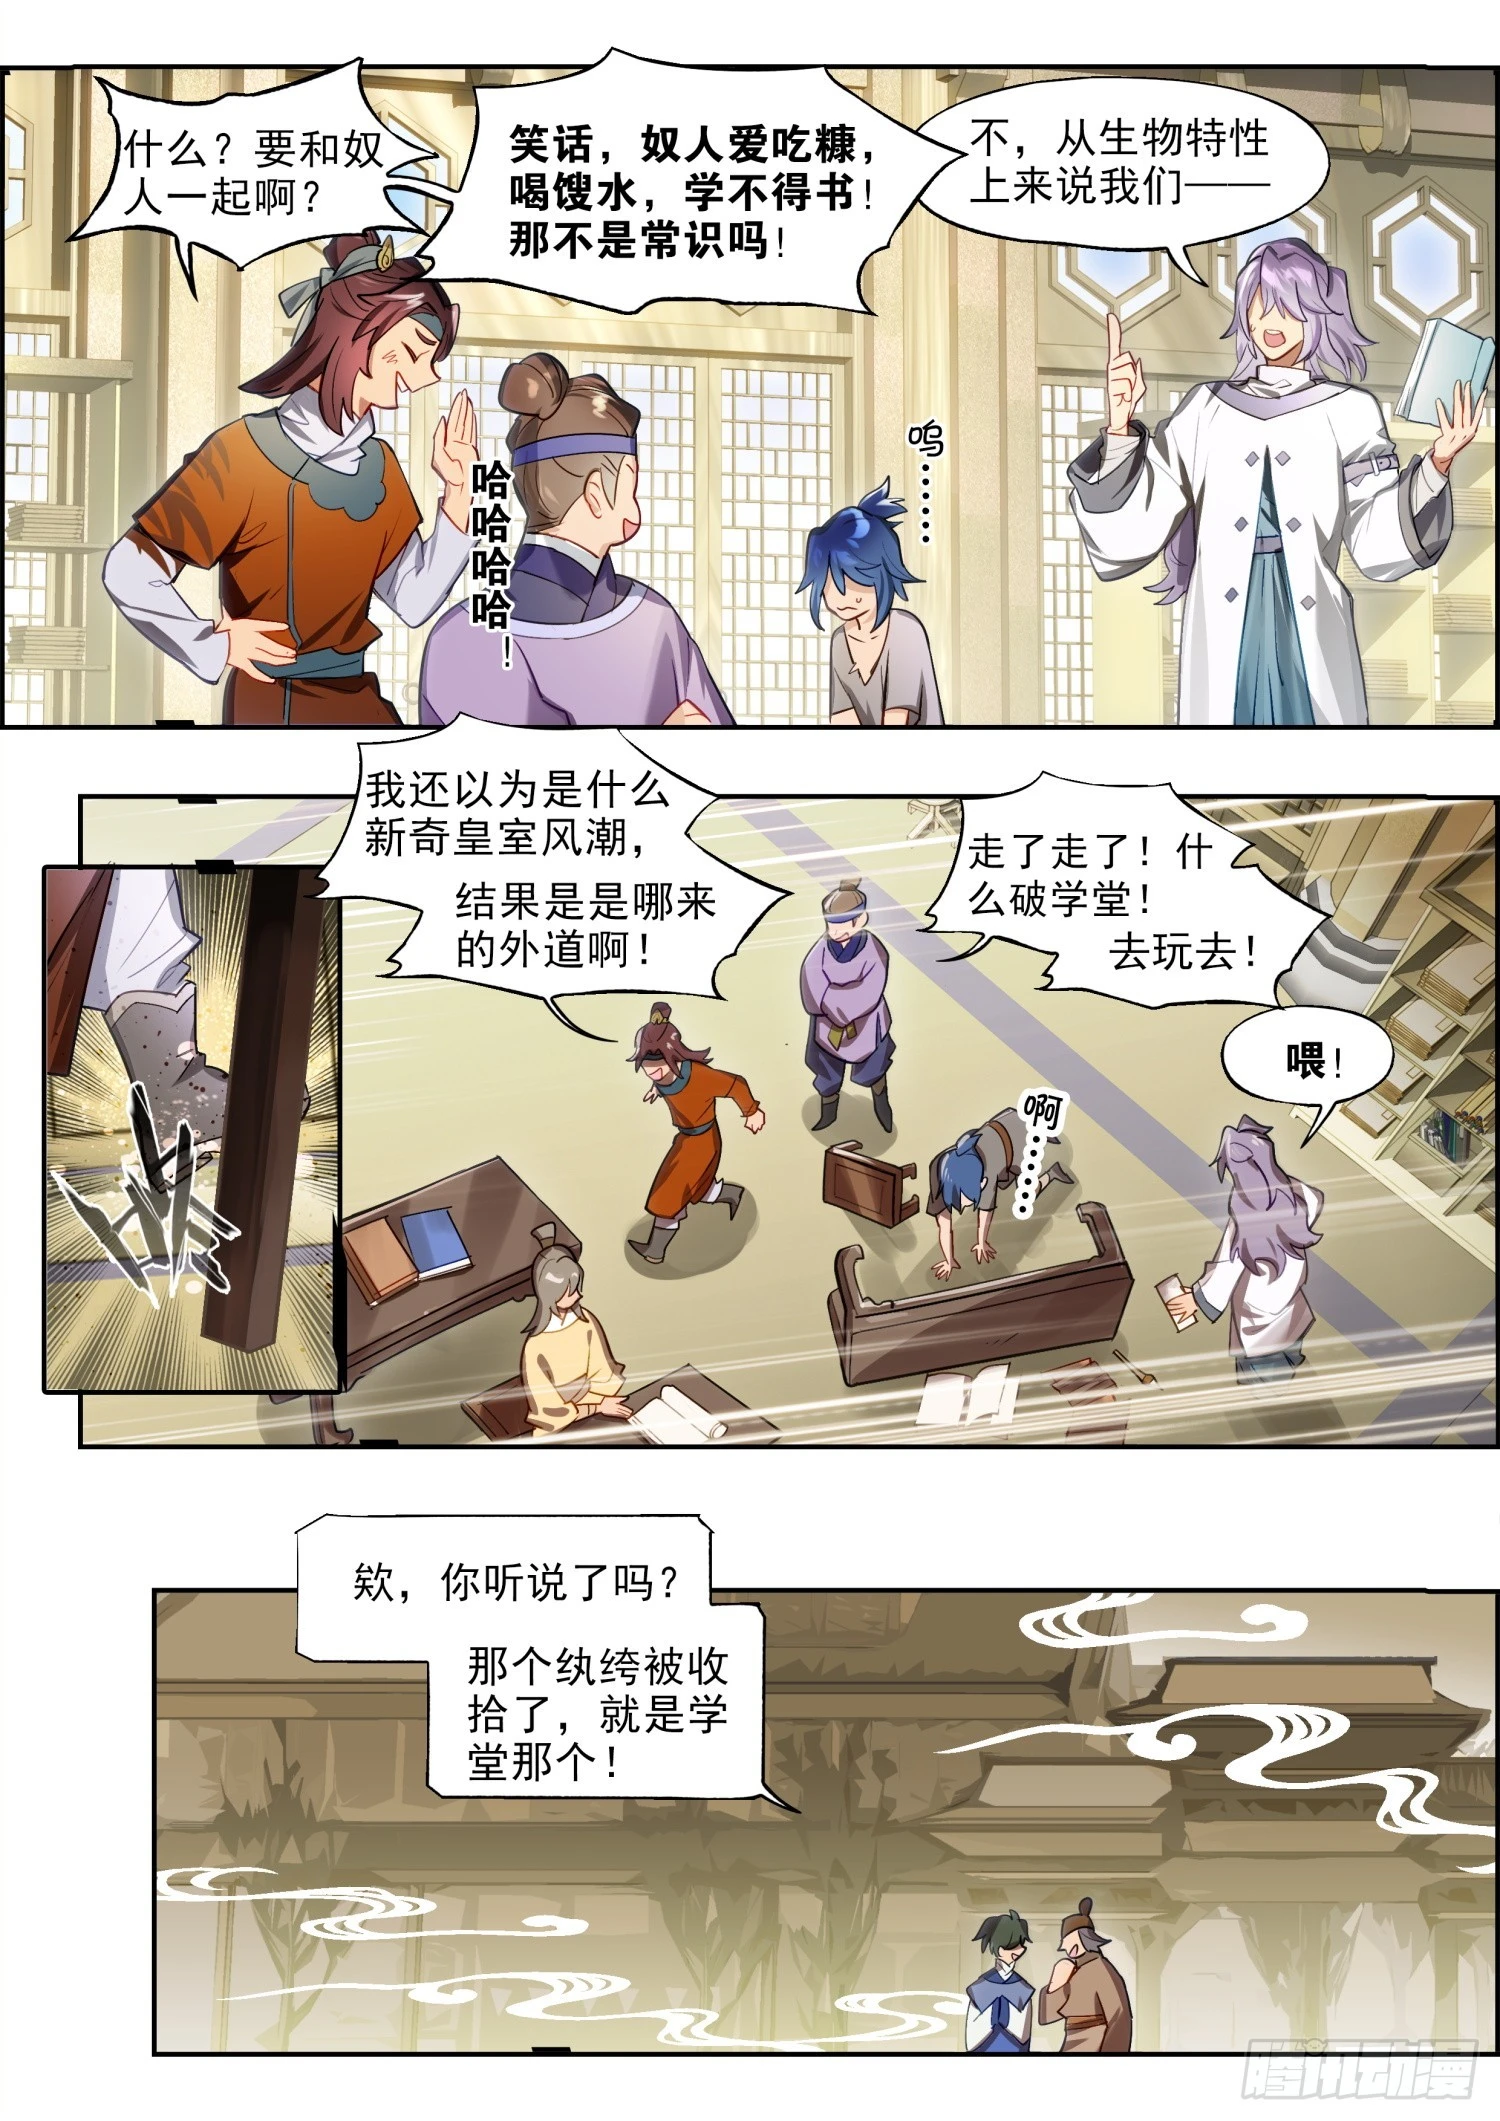 什么？要和奴
人一起啊？
笑话，奴人爱吃糠，
喝馊水，学不得书！
那不是常识吗！
不，从生物特性
上来说我们——
呜……
哈哈哈哈！
我还以为是什么
新奇皇室风潮，
结果是是哪来
的外道啊！
走了走了！什
么破学堂！
去玩去！
喂！
啊……
欸，你听说了吗？
那个纨绔被收
拾了，就是学
堂那个！
腾讯动漫